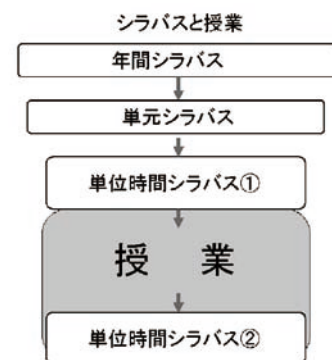 シラバスと授業
年間シラバス
単元シラバス
単位時間シラバス①
授　業
単位時間シラバス②